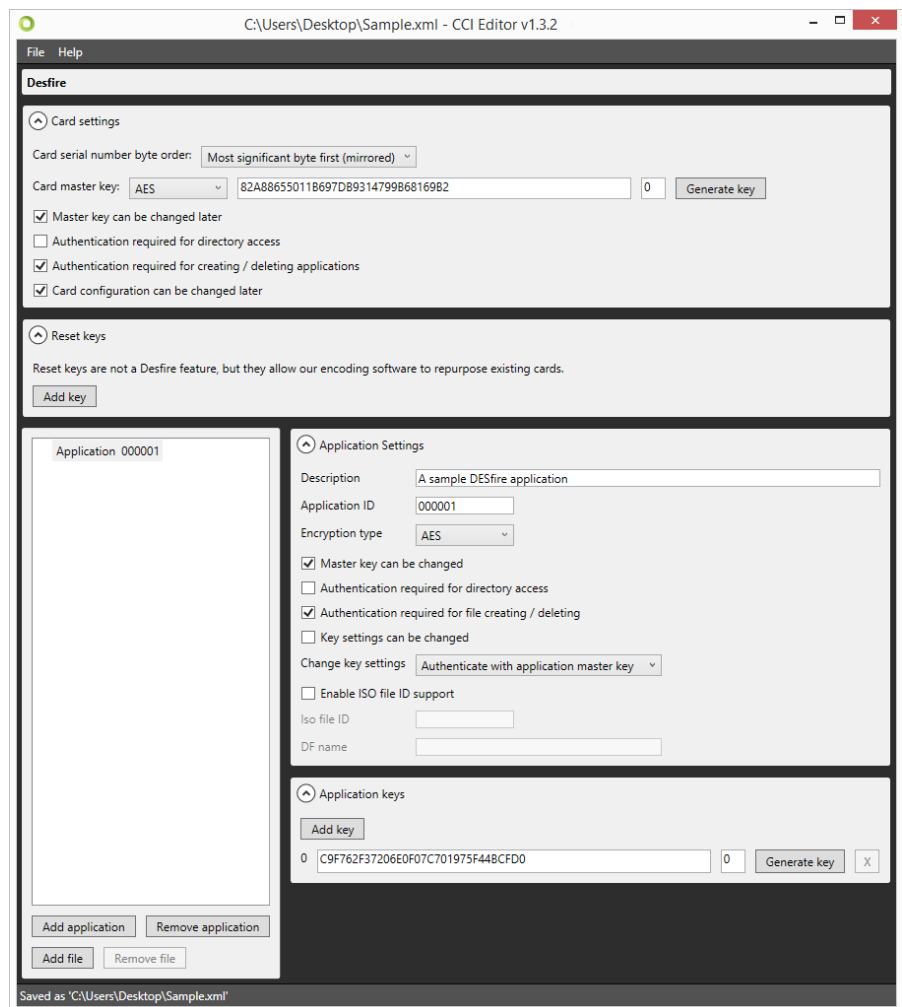 C:\Users\Desktop\Sample.xml - CCI Editor v1.3.2
File Help
Desfire
Card settings
Card serial number byte order: Most significant byte first (mirrored)
Card master key: AES 82A88655011B697DB9314799B68169B2 0 Generate key
Master key can be changed later
Authentication required for directory access
Authentication required for creating / deleting applications
Card configuration can be changed later
Reset keys
Reset keys are not a Desfire feature, but they allow our encoding software to repurpose existing cards.
Add key
Application 000001
Application Settings
Description A sample DESfire application
Application ID 000001
Encryption type AES
Master key can be changed
Authentication required for directory access
Authentication required for file creating / deleting
Key settings can be changed
Change key settings Authenticate with application master key
Enable ISO file ID support
Iso file ID
DF name
Application keys
Add key
0 C9F762F37206E0F07C701975F44BCFD0 0 Generate key X
Add application Remove application
Add file Remove file
Saved as 'C:\Users\Desktop\Sample.xml'